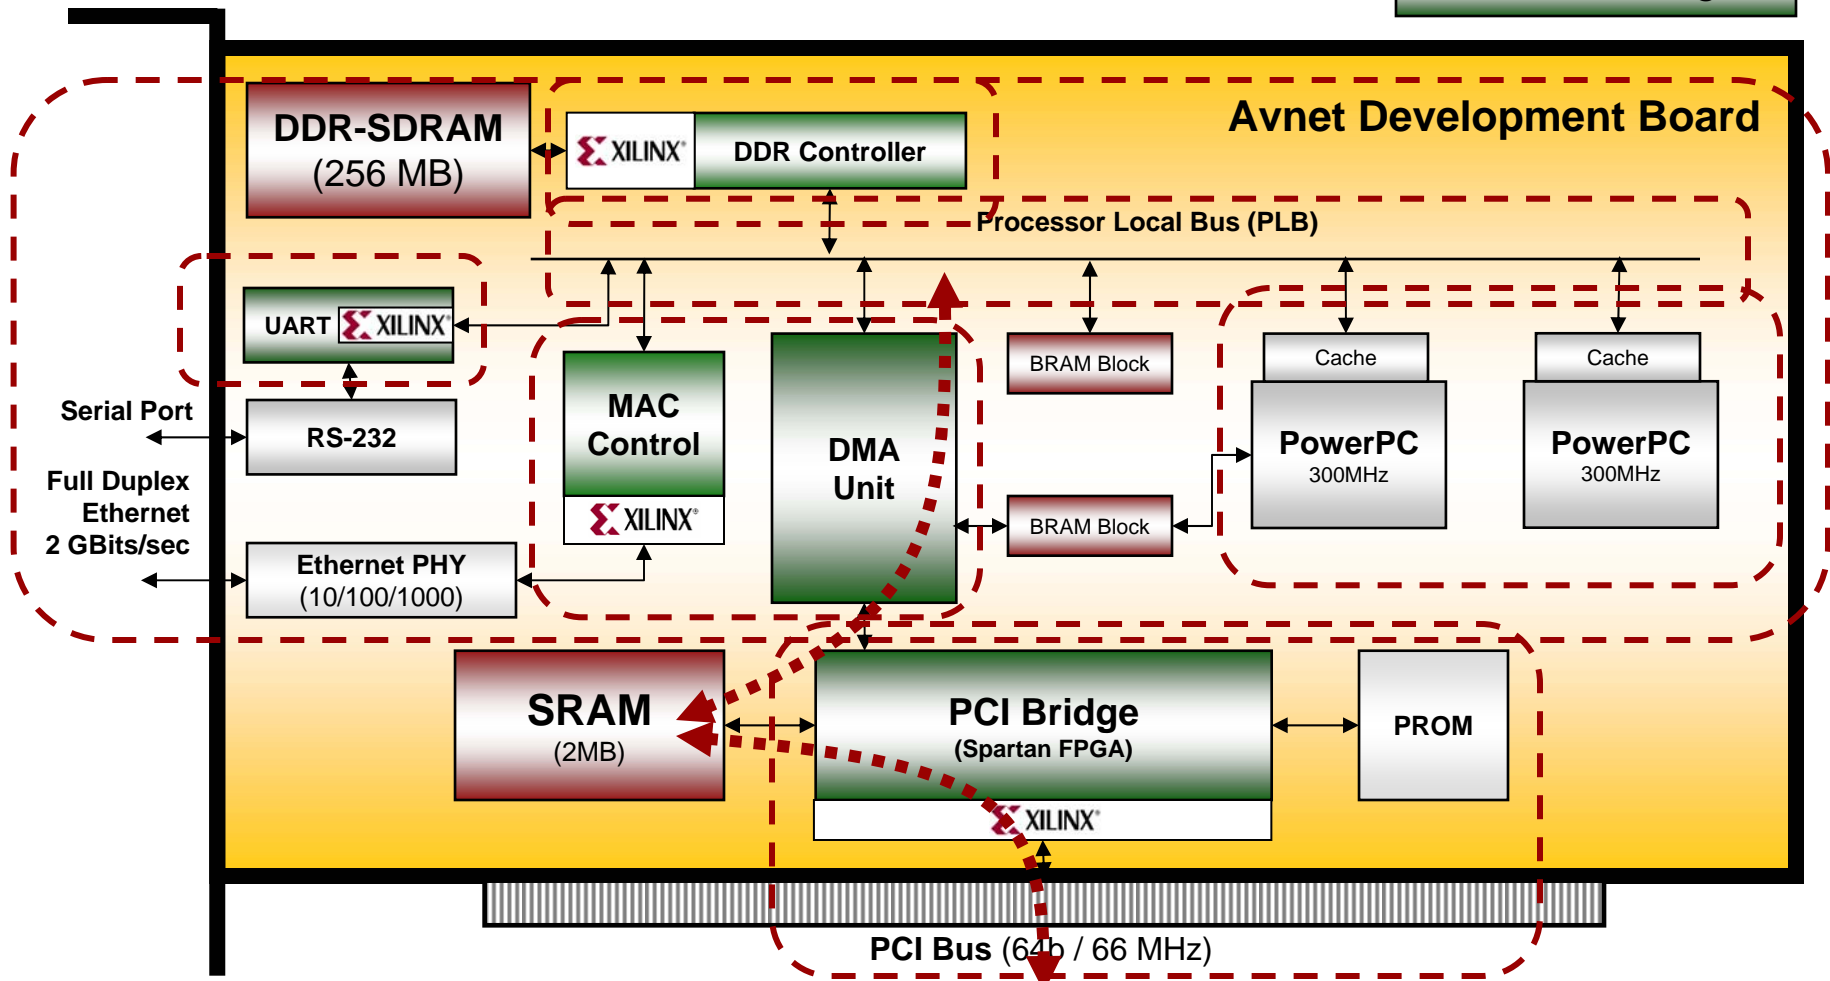 Avnet Development Board
DDR-SDRAM
(256 MB)
XILINX®
DDR Controller
Processor Local Bus (PLB)
UART
XILINX®
Serial Port
RS-232
Full Duplex
Ethernet
2 GBits/sec
Ethernet PHY
(10/100/1000)
MAC
Control
XILINX®
DMA
Unit
BRAM Block
BRAM Block
Cache
PowerPC
300MHz
Cache
PowerPC
300MHz
SRAM
(2MB)
PCI Bridge
(Spartan FPGA)
XILINX®
PROM
PCI Bus (64b / 66 MHz)